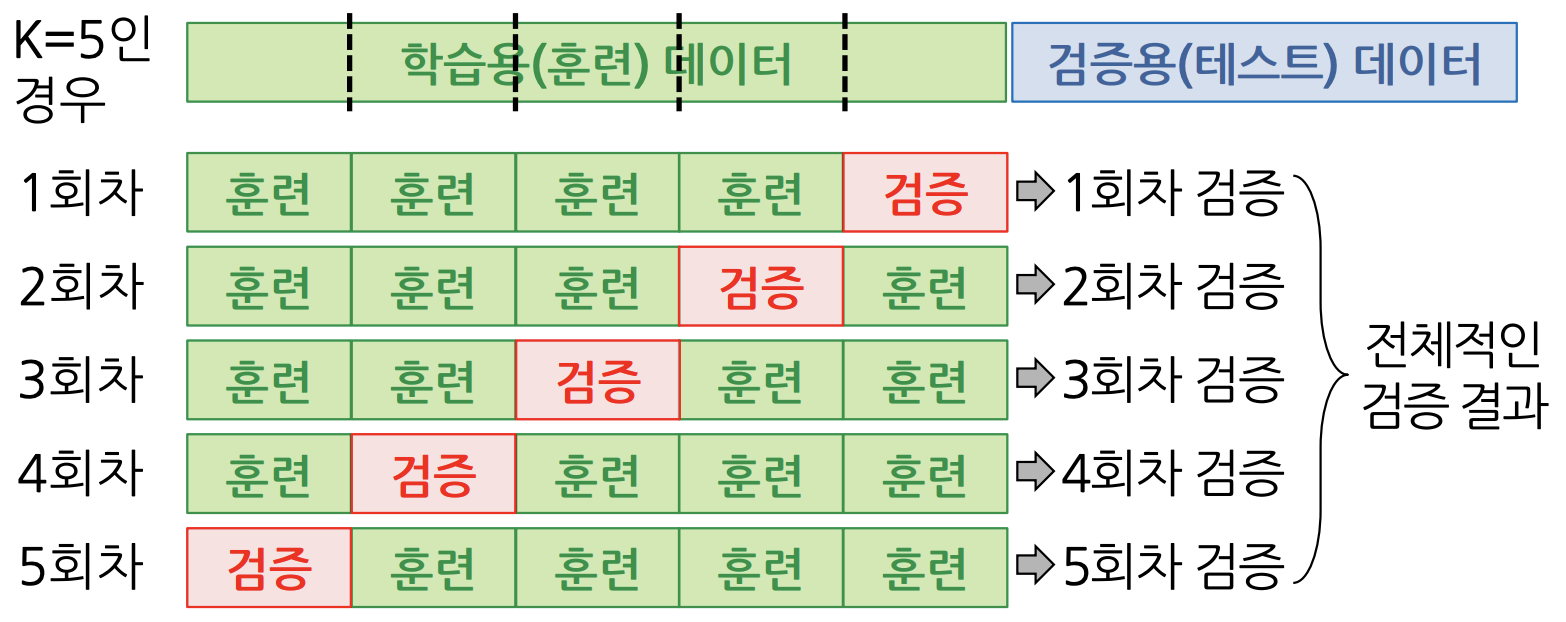 K=5인
경우
학습용(훈련) 데이터
검증용(테스트) 데이터
1회차 훈련 훈련 훈련 훈련 검증 1회차 검증
2회차 훈련 훈련 훈련 검증 훈련 2회차 검증
3회차 훈련 훈련 검증 훈련 훈련 3회차 검증
4회차 훈련 검증 훈련 훈련 훈련 4회차 검증
5회차 검증 훈련 훈련 훈련 훈련 5회차 검증
전체적인
검증 결과